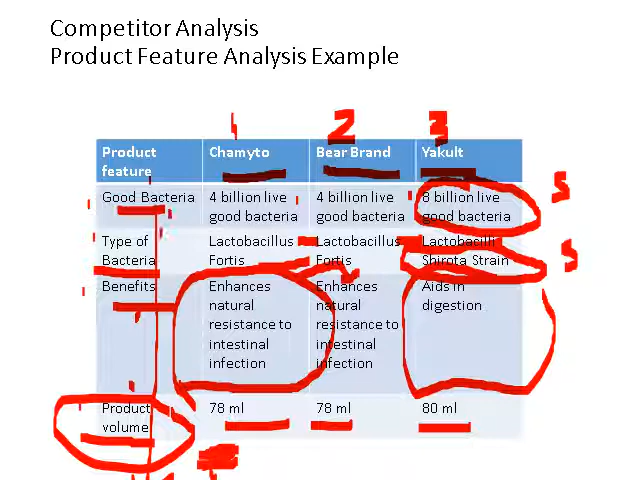 Competitor Analysis
Product Feature Analysis Example
1 2 3
Product feature Chamyto Bear Brand Yakult
Good Bacteria 4 billion live good bacteria 4 billion live good bacteria 8 billion live good bacteria 5
Type of Bacteria Lactobacillus Fortis Lactobacillus Fortis Lactobacilli Shirota Strain 5
Benefits Enhances natural resistance to intestinal infection Enhances natural resistance to intestinal infection Aids in digestion
Product volume 78 ml 78 ml 80 ml